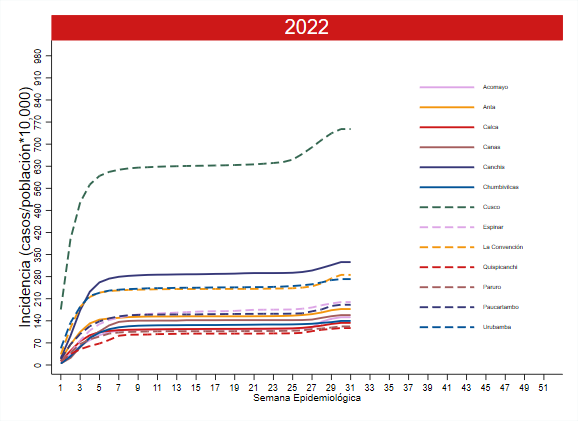 2022
Incidencia (casos/población*10,000)
980
910
840
770
700
630
560
490
420
350
280
210
140
70
0
Acomayo
Anta
Calca
Canas
Canchis
Chumbivilcas
Cusco
Espinar
La Convención
Quispicanchi
Paruro
Paucartambo
Urubamba
1 3 5 7 9 11 13 15 17 19 21 23 25 27 29 31 33 35 37 39 41 43 45 47 49 51
Semana Epidemiológica